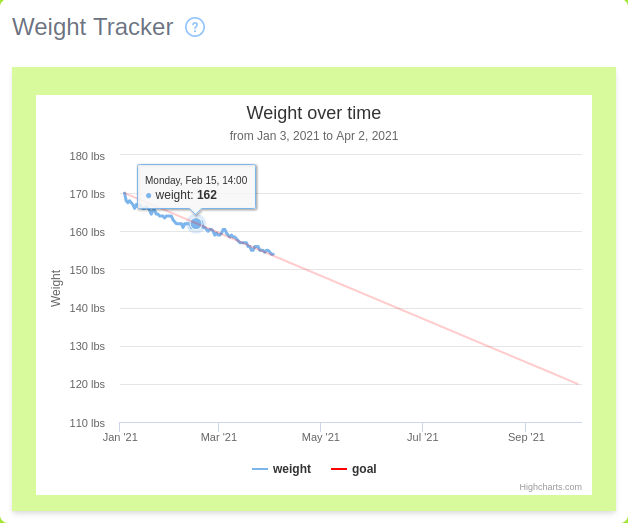 Weight Tracker ?
Weight over time
from Jan 3, 2021 to Apr 2, 2021
180 lbs
Monday, Feb 15, 14:00
● weight: 162
170 lbs
160 lbs
150 lbs
Weight
140 lbs
130 lbs
120 lbs
110 lbs
Jan '21 Mar '21 May '21 Jul '21 Sep '21
weight goal
Highcharts.com